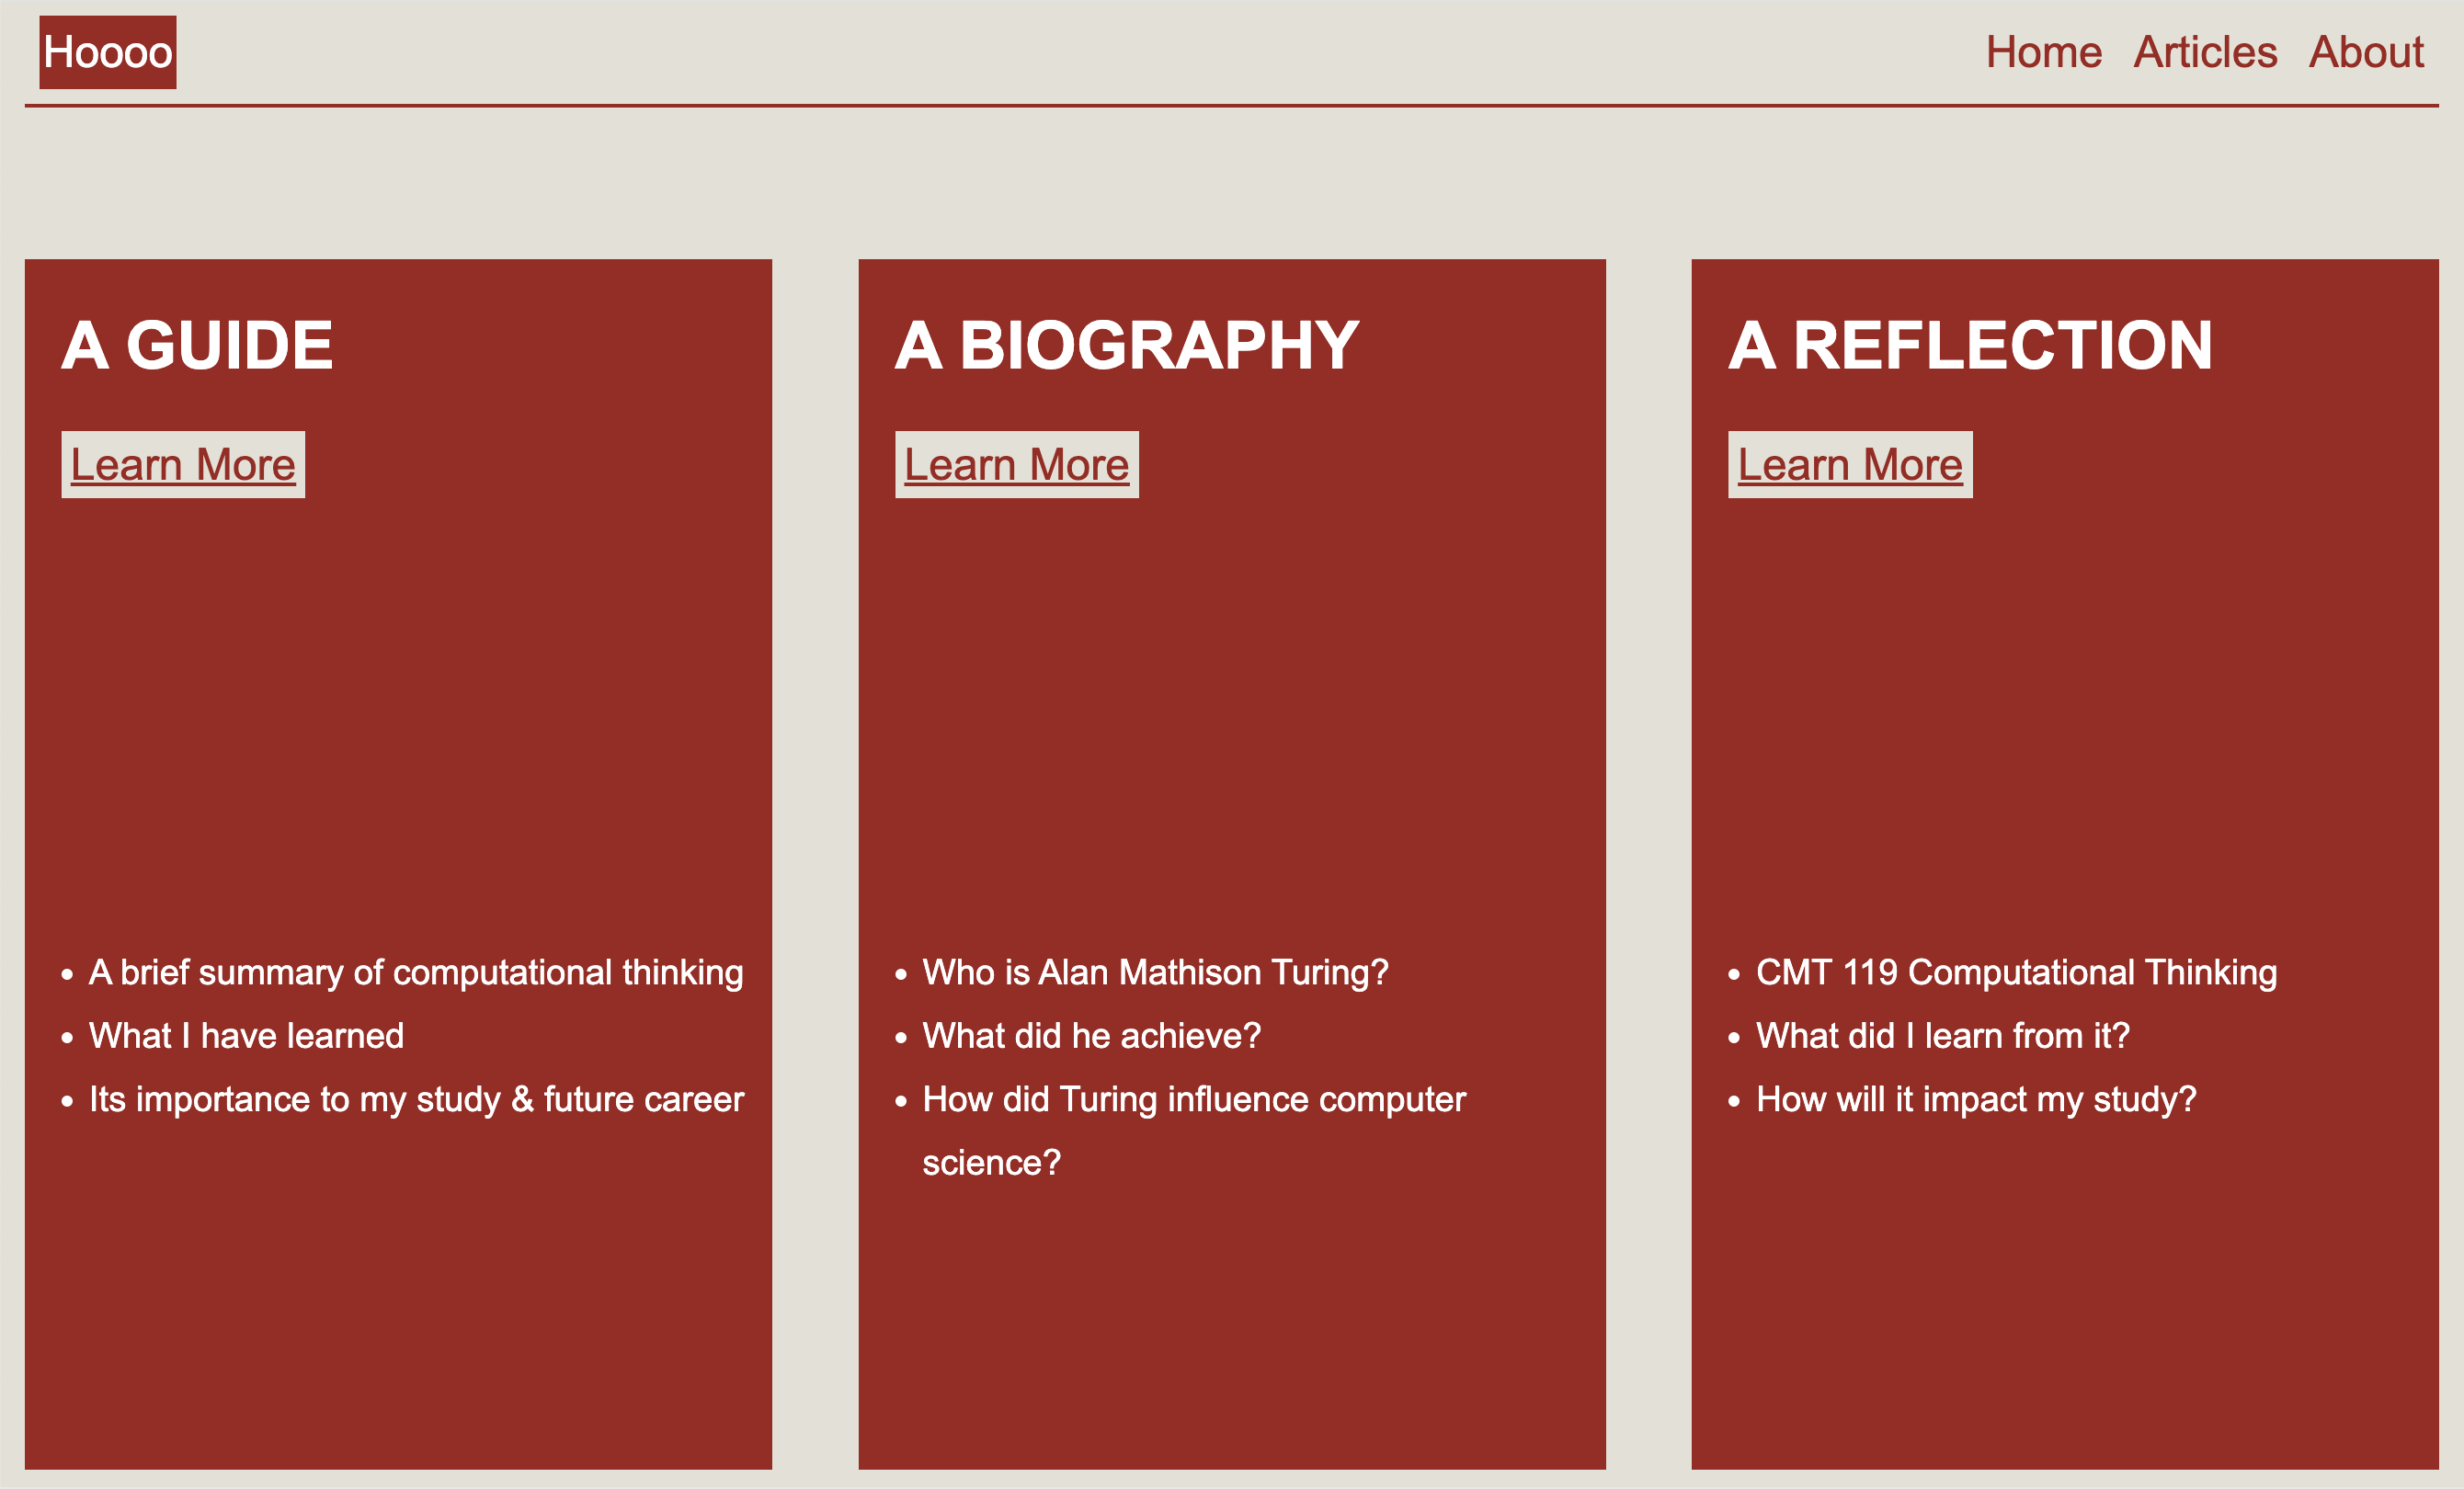 Hoooo
Home Articles About
A GUIDE
Learn More
A brief summary of computational thinking
What I have learned
Its importance to my study & future career
A BIOGRAPHY
Learn More
Who is Alan Mathison Turing?
What did he achieve?
How did Turing influence computer
science?
A REFLECTION
Learn More
CMT 119 Computational Thinking
What did I learn from it?
How will it impact my study?